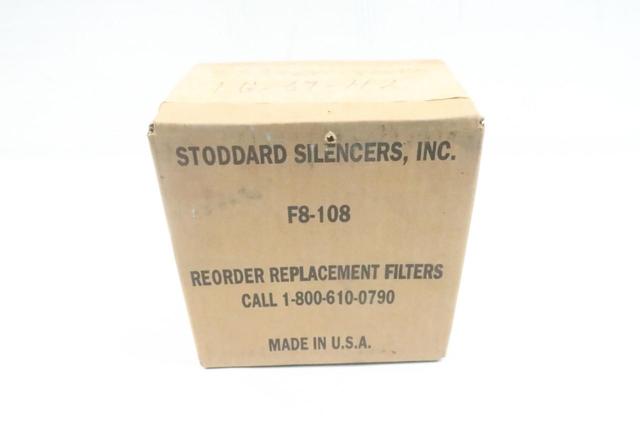 STODDARD SILENCERS, INC.
F8-108
REORDER REPLACEMENT FILTERS
CALL 1-800-610-0790
MADE IN U.S.A.